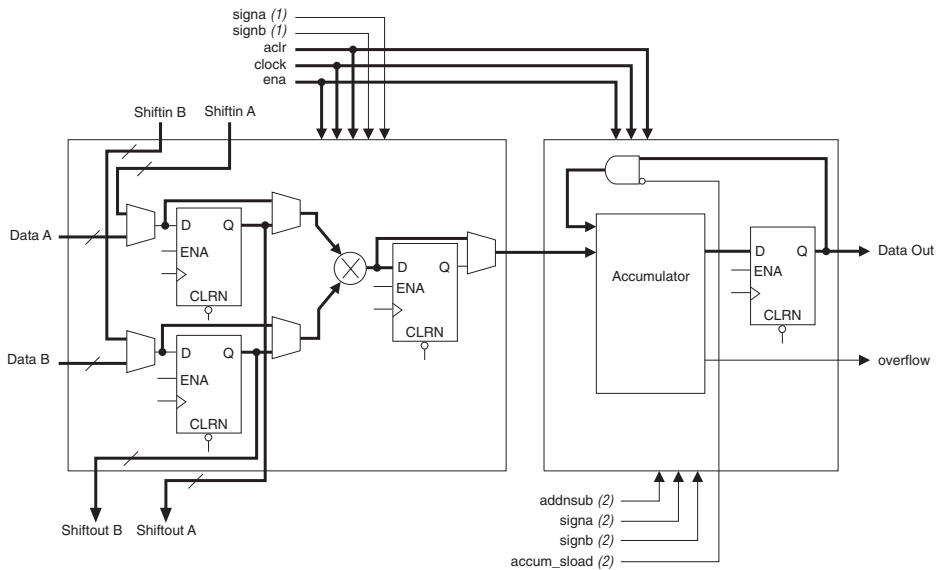 signa (1)
signb (1)
aclr
clock
ena
Shiftin B
Shiftin A
Data A
D
Q
ENA
CLRN
D
Q
ENA
CLRN
Accumulator
D
Q
ENA
CLRN
Data Out
Data B
D
Q
ENA
CLRN
overflow
Shiftout B
Shiftout A
addnsub (2)
signa (2)
signb (2)
accum_sload (2)